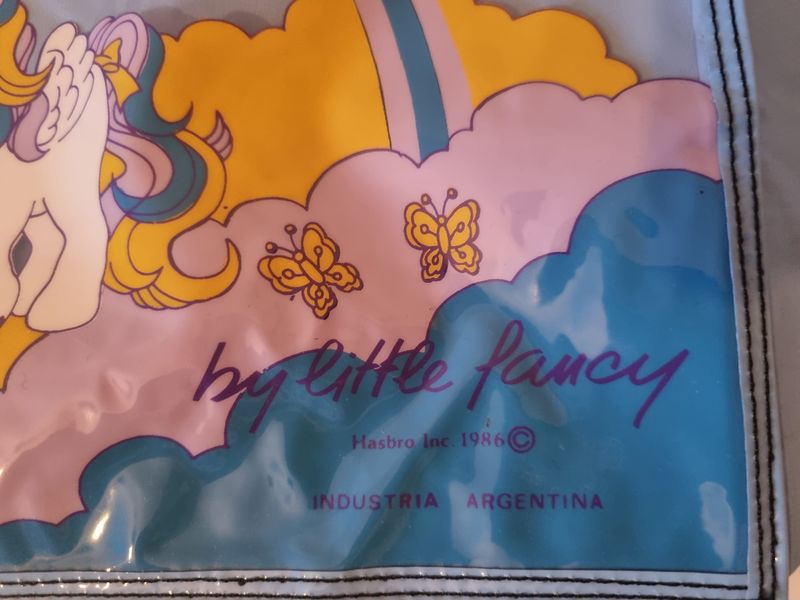 by little fancy
Hasbro Inc. 1986©
INDUSTRIA ARGENTINA